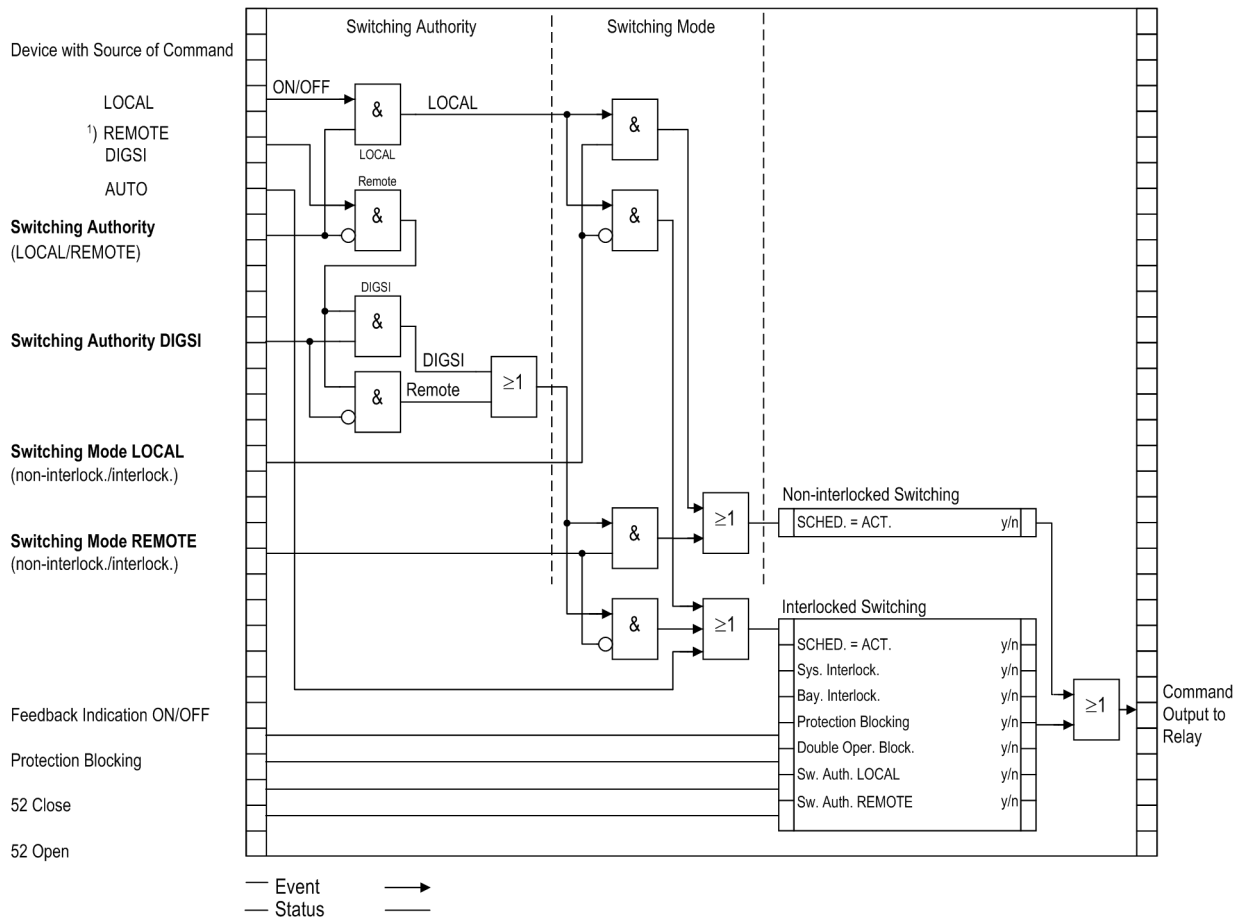 Switching Authority
Switching Mode
Device with Source of Command
ON/OFF
LOCAL
&
LOCAL
LOCAL
&
1) REMOTE
DIGSI
AUTO
Remote
&
&
Switching Authority
(LOCAL/REMOTE)
DIGSI
&
Switching Authority DIGSI
DIGSI
Remote
&
≥1
Switching Mode LOCAL
(non-interlock./interlock.)
Switching Mode REMOTE
(non-interlock./interlock.)
&
≥1
Non-interlocked Switching
SCHED. = ACT. y/n
&
≥1
Interlocked Switching
SCHED. = ACT. y/n
Sys. Interlock. y/n
Bay. Interlock. y/n
Protection Blocking y/n
Double Oper. Block. y/n
Sw. Auth. LOCAL y/n
Sw. Auth. REMOTE y/n
≥1
Command
Output to
Relay
Feedback Indication ON/OFF
Protection Blocking
52 Close
52 Open
Event
Status